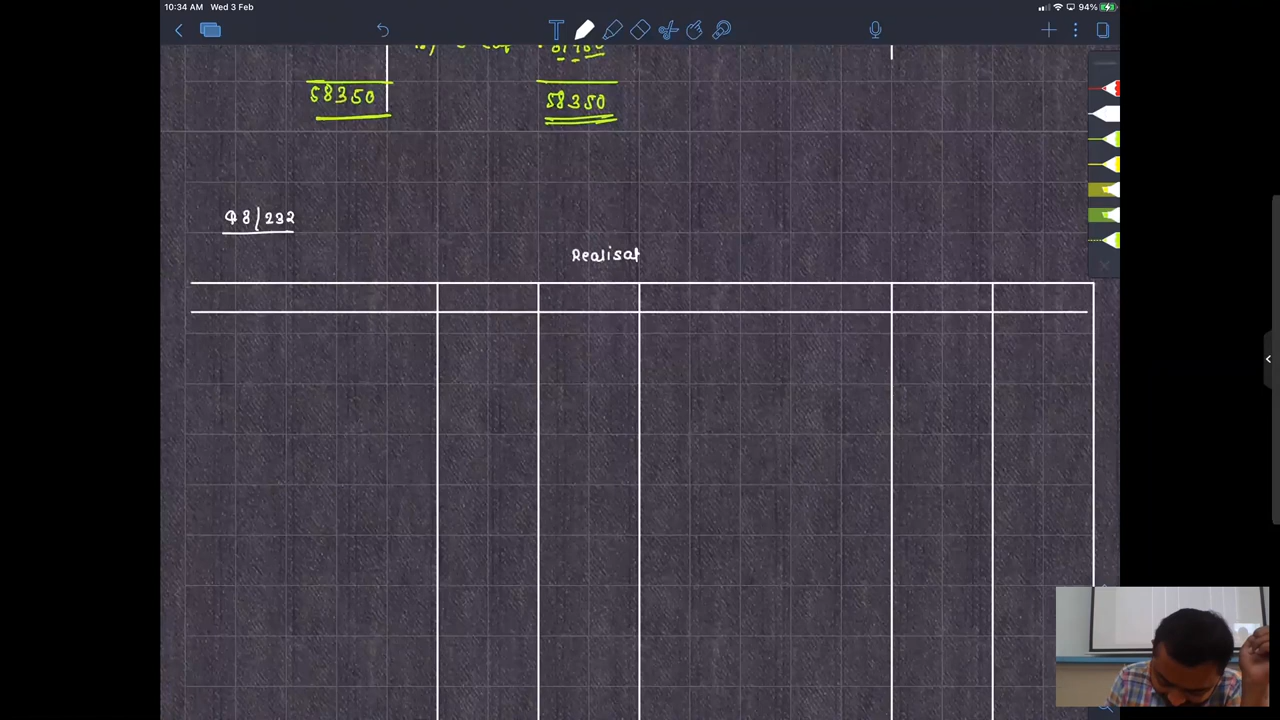 10:34 AM Wed 3 Feb
94%
T
58350 58350
48|232
Realisat